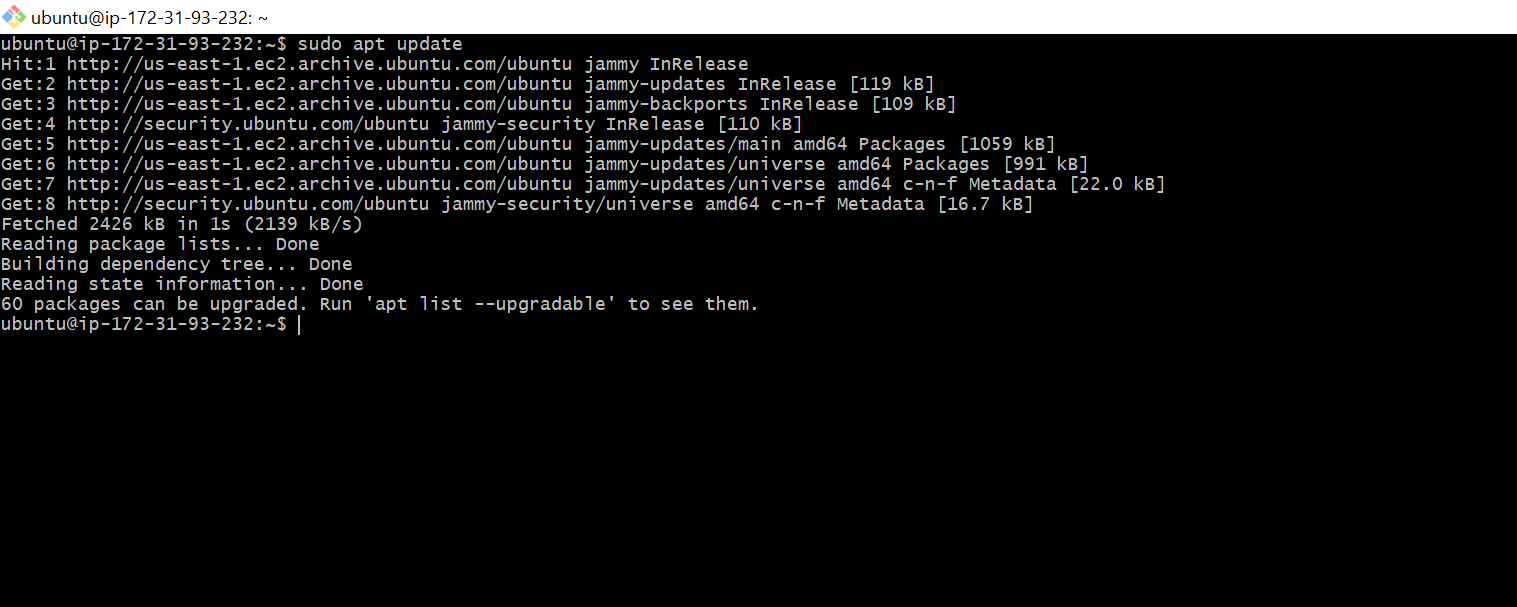 ubuntu@ip-172-31-93-232: ~
ubuntu@ip-172-31-93-232:~$ sudo apt update
Hit:1 http://us-east-1.ec2.archive.ubuntu.com/ubuntu jammy InRelease
Get:2 http://us-east-1.ec2.archive.ubuntu.com/ubuntu jammy-updates InRelease [119 kB]
Get:3 http://us-east-1.ec2.archive.ubuntu.com/ubuntu jammy-backports InRelease [109 kB]
Get:4 http://security.ubuntu.com/ubuntu jammy-security InRelease [110 kB]
Get:5 http://us-east-1.ec2.archive.ubuntu.com/ubuntu jammy-updates/main amd64 Packages [1059 kB]
Get:6 http://us-east-1.ec2.archive.ubuntu.com/ubuntu jammy-updates/universe amd64 Packages [991 kB]
Get:7 http://us-east-1.ec2.archive.ubuntu.com/ubuntu jammy-updates/universe amd64 c-n-f Metadata [22.0 kB]
Get:8 http://security.ubuntu.com/ubuntu jammy-security/universe amd64 c-n-f Metadata [16.7 kB]
Fetched 2426 kB in 1s (2139 kB/s)
Reading package lists... Done
Building dependency tree... Done
Reading state information... Done
60 packages can be upgraded. Run 'apt list --upgradable' to see them.
ubuntu@ip-172-31-93-232:~$